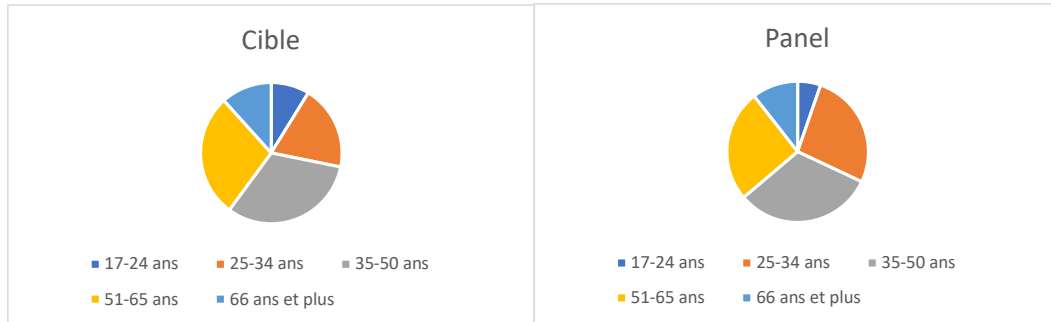 Cible
17-24 ans 25-34 ans 35-50 ans
51-65 ans 66 ans et plus
Panel
17-24 ans 25-34 ans 35-50 ans
51-65 ans 66 ans et plus